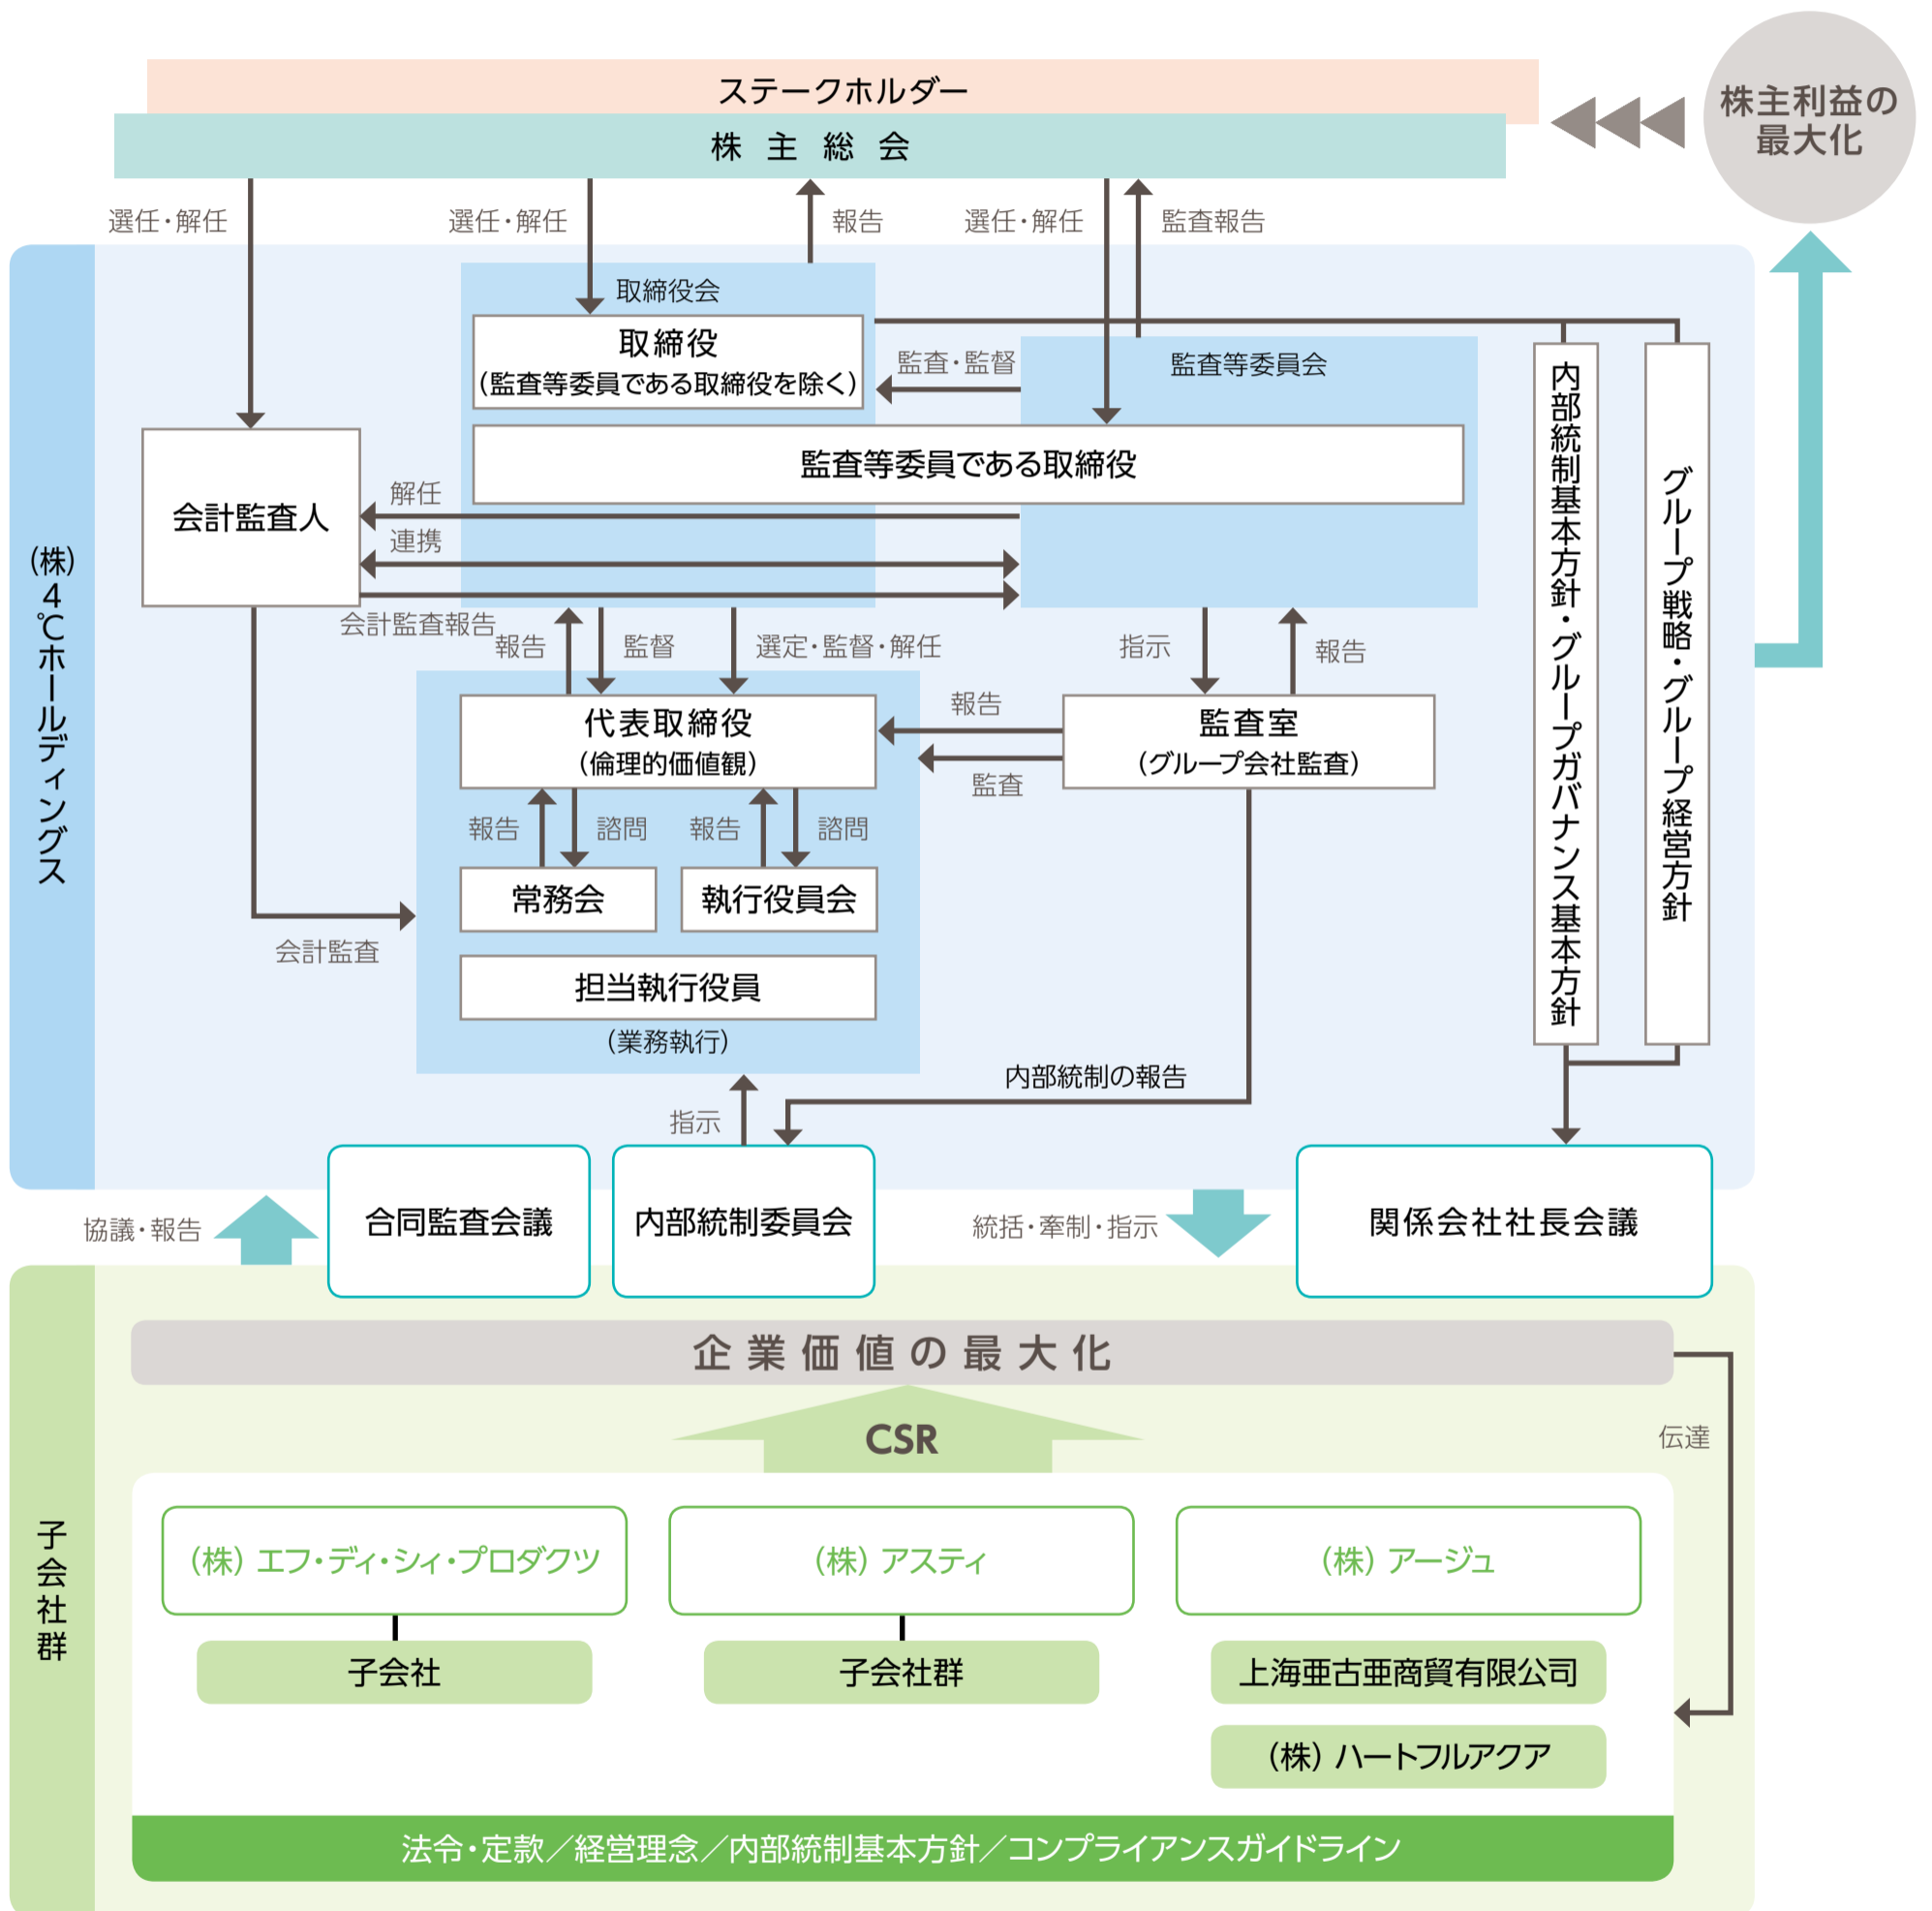 ステークホルダー
株主総会
株主利益の
最大化
選任・解任
選任・解任
報告
選任・解任
監査報告
(株)4℃ホールディングス
取締役会
取締役
(監査等委員である取締役を除く)
監査・監督
監査等委員会
監査等委員である取締役
会計監査人
解任
連携
会計監査報告
内部統制基本方針・グループガバナンス基本方針
グループ戦略・グループ経営方針
報告
監督
選定・監督・解任
指示
報告
代表取締役
(倫理的価値観)
報告
監査
監査室
(グループ会社監査)
報告
諮問
報告
諮問
常務会
執行役員会
会計監査
担当執行役員
(業務執行)
内部統制の報告
指示
協議・報告
合同監査会議
内部統制委員会
統括・牽制・指示
関係会社社長会議
子会社群
企業価値の最大化
CSR
伝達
(株) エフ・ディ・シィ・プロダクツ
(株) アスティ
(株) アージュ
子会社
子会社群
上海亜古亜商貿有限公司
(株) ハートフルアクア
法令・定款/経営理念/内部統制基本方針/コンプライアンスガイドライン